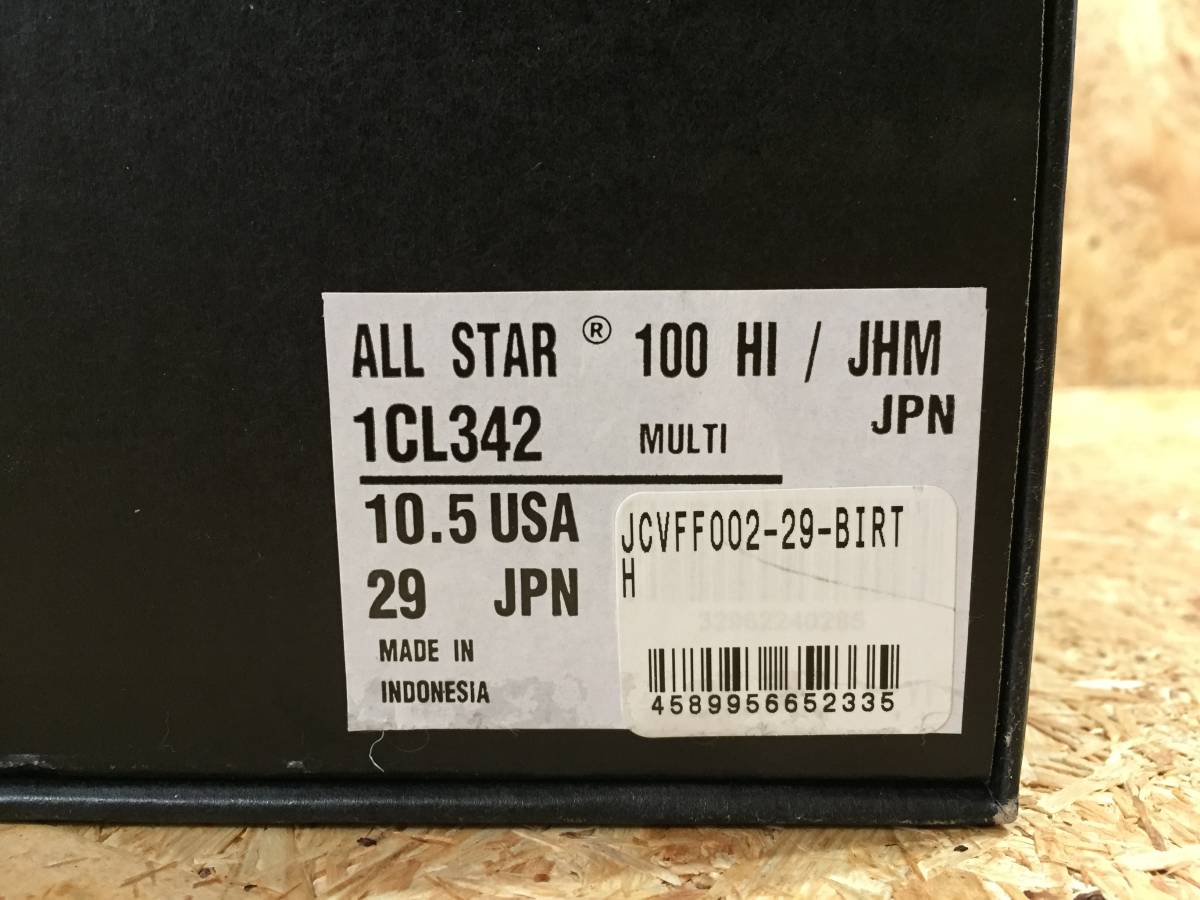 ALL STAR ® 100 HI / JHM
JPN
1CL342 MULTI
10.5 USA
29 JPN
MADE IN
INDONESIA
JCVFF002-29-BIRT
H
4589956652335